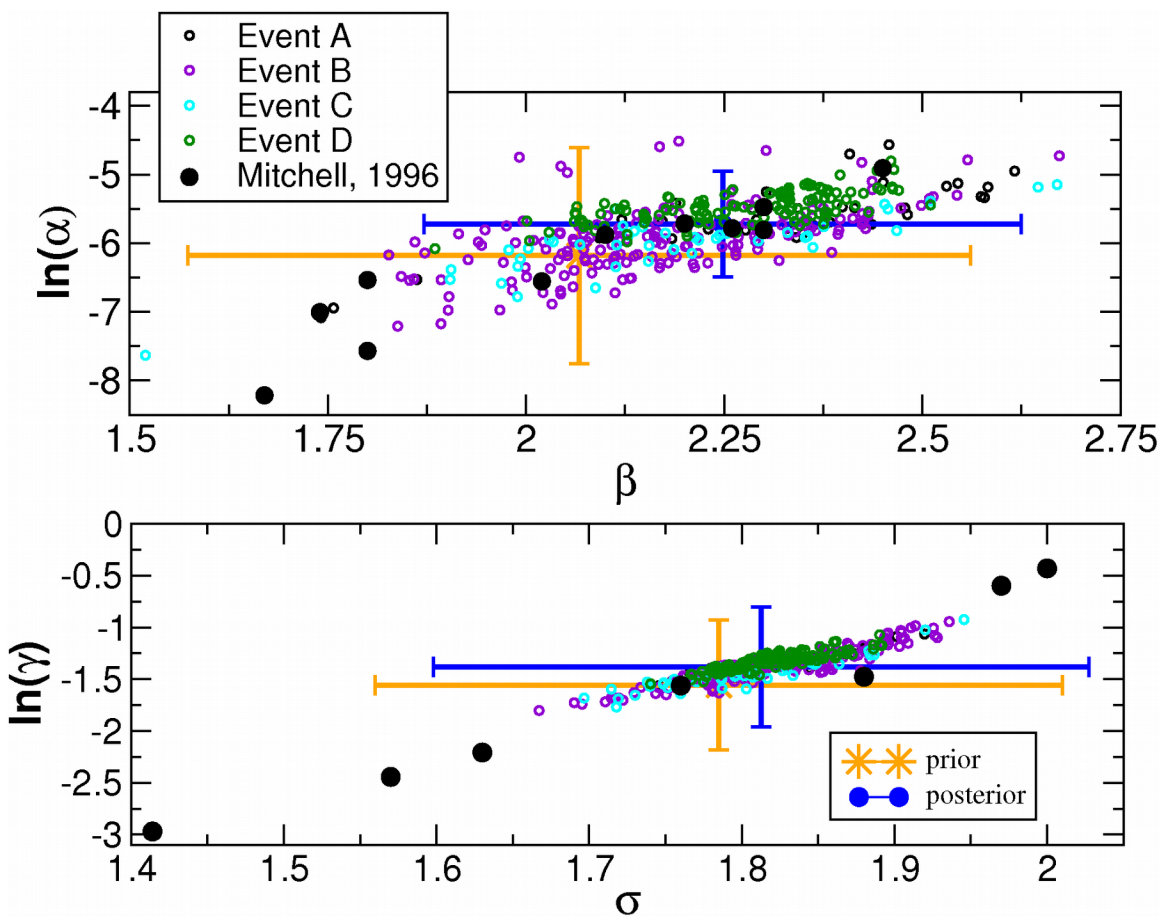 Event A
Event B
Event C
Event D
Mitchell, 1996
-4
-5
-6
-7
-8
ln(α)
1.5 1.75 2 2.25 2.5 2.75
β
0
-0.5
-1
-1.5
-2
-2.5
-3
ln(γ)
prior
posterior
1.4 1.5 1.6 1.7 1.8 1.9 2
σ